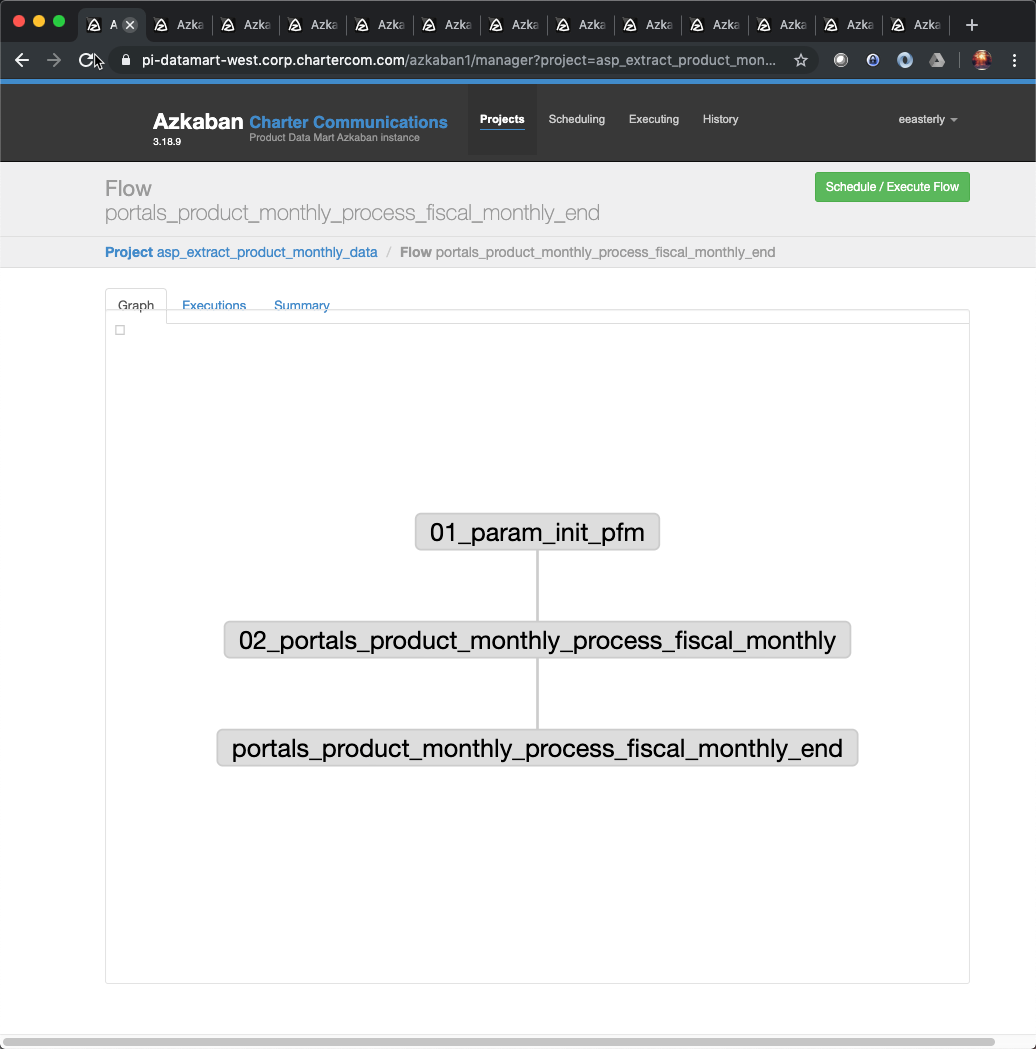 A
Azka
Azka
Azka
Azka
Azka
Azka
Azka
Azka
Azka
Azka
Azka
Azka
pi-datamart-west.corp.chartercom.com/azkaban1/manager?project=asp_extract_product_mon...
Azkaban Charter Communications
Product Data Mart Azkaban instance
3.18.9
Projects
Scheduling
Executing
History
eeasterly
Flow
portals_product_monthly_process_fiscal_monthly_end
Schedule / Execute Flow
Project asp_extract_product_monthly_data / Flow portals_product_monthly_process_fiscal_monthly_end
Graph
Executions
Summary
01_param_init_pfm
02_portals_product_monthly_process_fiscal_monthly
portals_product_monthly_process_fiscal_monthly_end